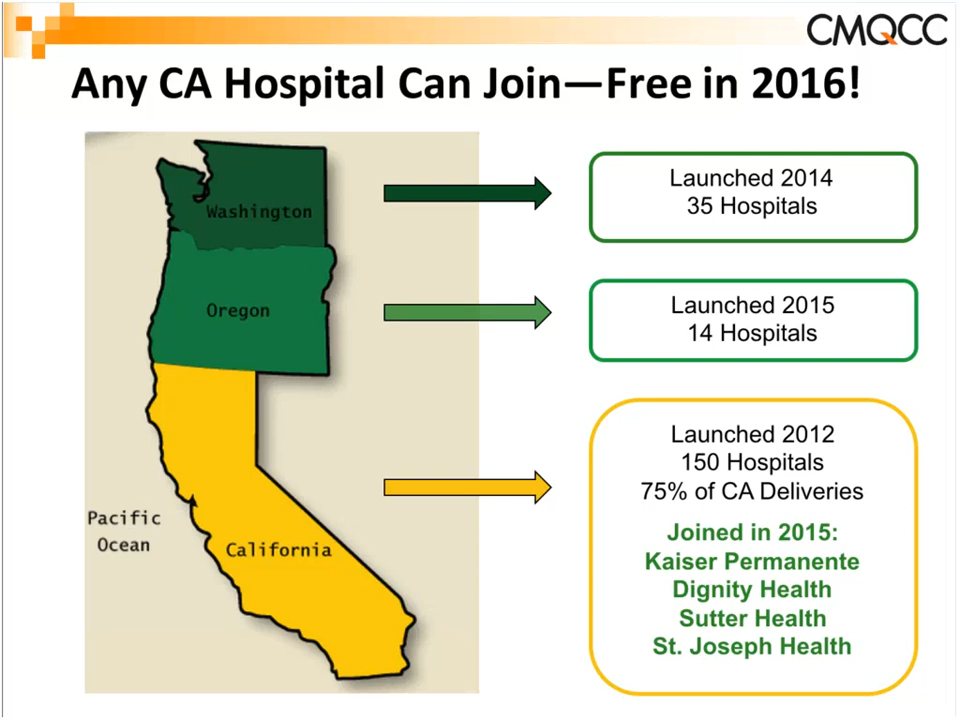 CMQCC
Any CA Hospital Can Join—Free in 2016!
Washington
Oregon
Pacific
Ocean
California
Launched 2014
35 Hospitals
Launched 2015
14 Hospitals
Launched 2012
150 Hospitals
75% of CA Deliveries
Joined in 2015:
Kaiser Permanente
Dignity Health
Sutter Health
St. Joseph Health